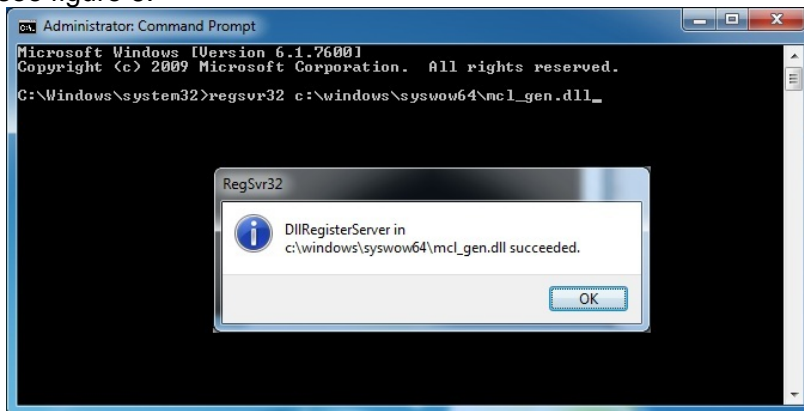 Administrator: Command Prompt
Microsoft Windows [Version 6.1.7600]
Copyright (c) 2009 Microsoft Corporation.  All rights reserved.
C:\Windows\system32>regsvr32 c:\windows\syswow64\mcl_gen.dll_
RegSvr32
DllRegisterServer in
c:\windows\syswow64\mcl_gen.dll succeeded.
OK